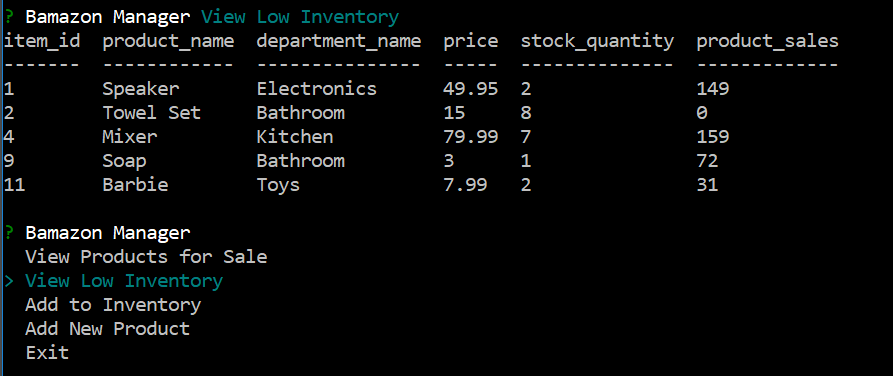 ? Bamazon Manager View Low Inventory
item_id  product_name  department_name  price  stock_quantity  product_sales
-------  ------------  ---------------  -----  --------------  -------------
1        Speaker       Electronics      49.95  2               149
2        Towel Set     Bathroom         15     8               0
4        Mixer         Kitchen          79.99  7               159
9        Soap          Bathroom         3      1               72
11       Barbie        Toys             7.99   2               31
? Bamazon Manager
  View Products for Sale
> View Low Inventory
  Add to Inventory
  Add New Product
  Exit